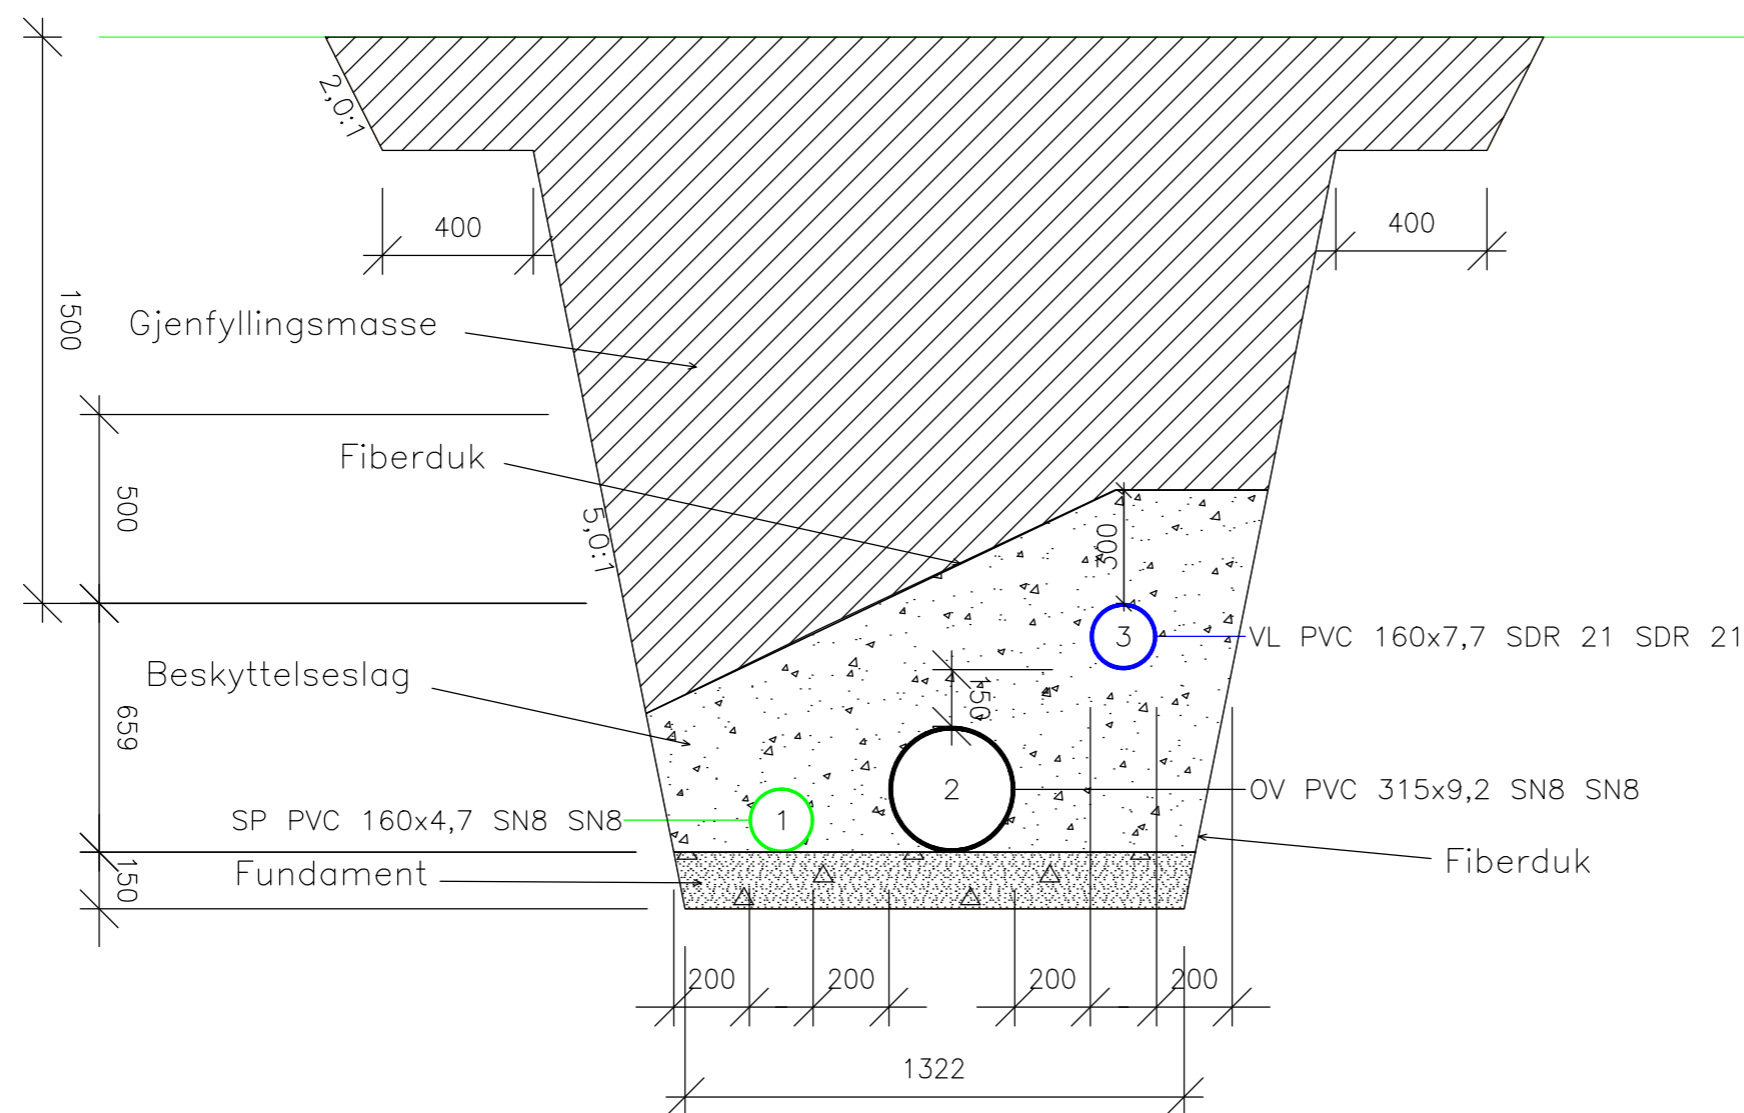 2,0:1
400
400
1500
Gjenfyllingsmasse
Fiberduk
500
5,0:1
300
3
VL PVC 160x7,7 SDR 21 SDR 21
Beskyttelseslag
659
150
2
OV PVC 315x9,2 SN8 SN8
SP PVC 160x4,7 SN8 SN8
1
Fiberduk
Fundament
150
200
200
200
200
1322